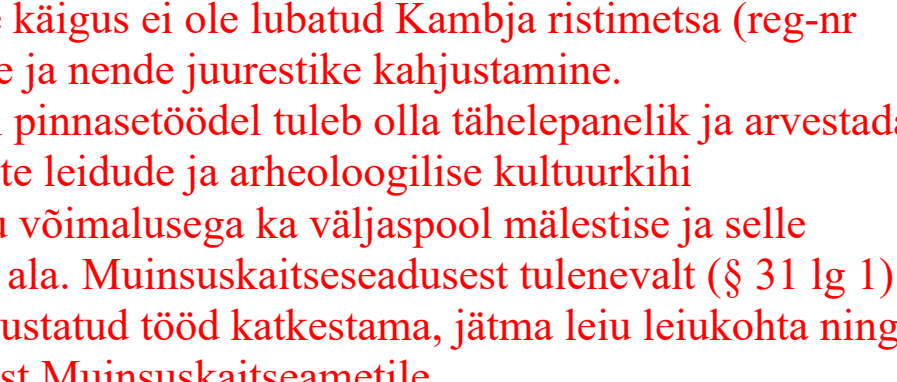 käigus ei ole lubatud Kambja ristimetsa (reg-nr
e ja nende juurestike kahjustamine.
pinnasetöödel tuleb olla tähelepanelik ja arvestada
te leidude ja arheoloogilise kultuurkihi
u võimalusega ka väljaspool mälestise ja selle
ala. Muinsuskaitseseadusest tulenevalt (§ 31 lg 1)
ustatud tööd katkestama, jätma leiu leiukohta ning
st Muinsuskaitseametile